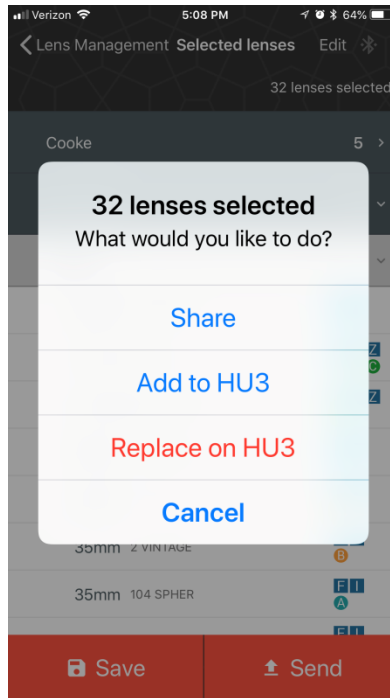 Verizon 5:08 PM 64%
Lens Management Selected lenses Edit
32 lenses selected
Cooke 5
32 lenses selected
What would you like to do?
Z
Share
C
Add to HU3
Z
Replace on HU3
Cancel
35mm 2 VINTAGE
B
35mm 104 SPHER F I
A
F I
Save Send